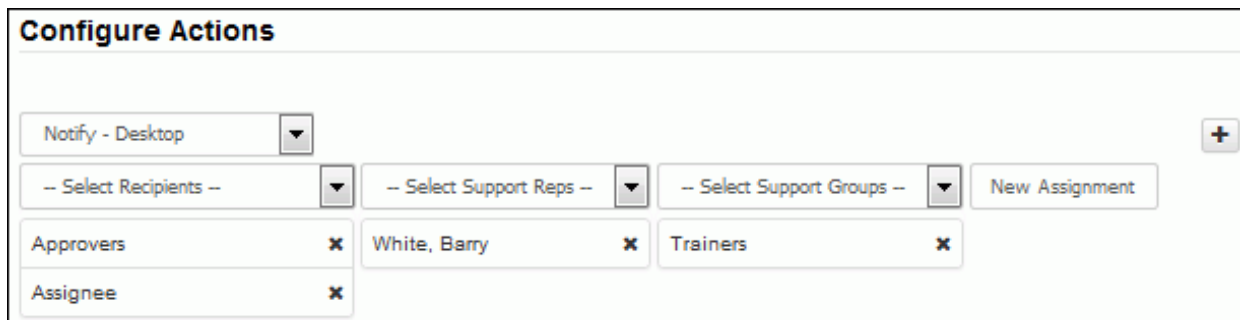 Configure Actions
Notify - Desktop
-- Select Recipients -- -- Select Support Reps -- -- Select Support Groups -- New Assignment
Approvers White, Barry Trainers
Assignee